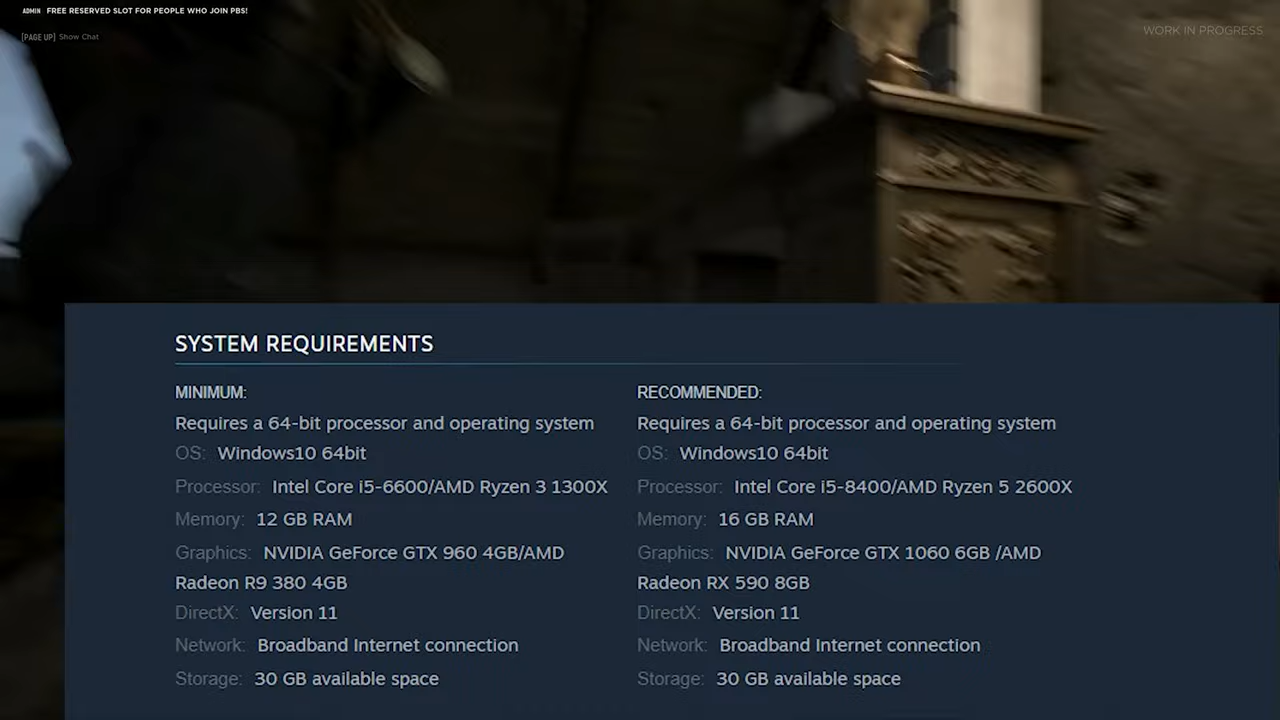 ADMIN FREE RESERVED SLOT FOR PEOPLE WHO JOIN PBS!
[PAGE UP] Show Chat
WORK IN PROGRESS
SYSTEM REQUIREMENTS
MINIMUM:
Requires a 64-bit processor and operating system
OS: Windows10 64bit
Processor: Intel Core i5-6600/AMD Ryzen 3 1300X
Memory: 12 GB RAM
Graphics: NVIDIA GeForce GTX 960 4GB/AMD
Radeon R9 380 4GB
DirectX: Version 11
Network: Broadband Internet connection
Storage: 30 GB available space
RECOMMENDED:
Requires a 64-bit processor and operating system
OS: Windows10 64bit
Processor: Intel Core i5-8400/AMD Ryzen 5 2600X
Memory: 16 GB RAM
Graphics: NVIDIA GeForce GTX 1060 6GB /AMD
Radeon RX 590 8GB
DirectX: Version 11
Network: Broadband Internet connection
Storage: 30 GB available space